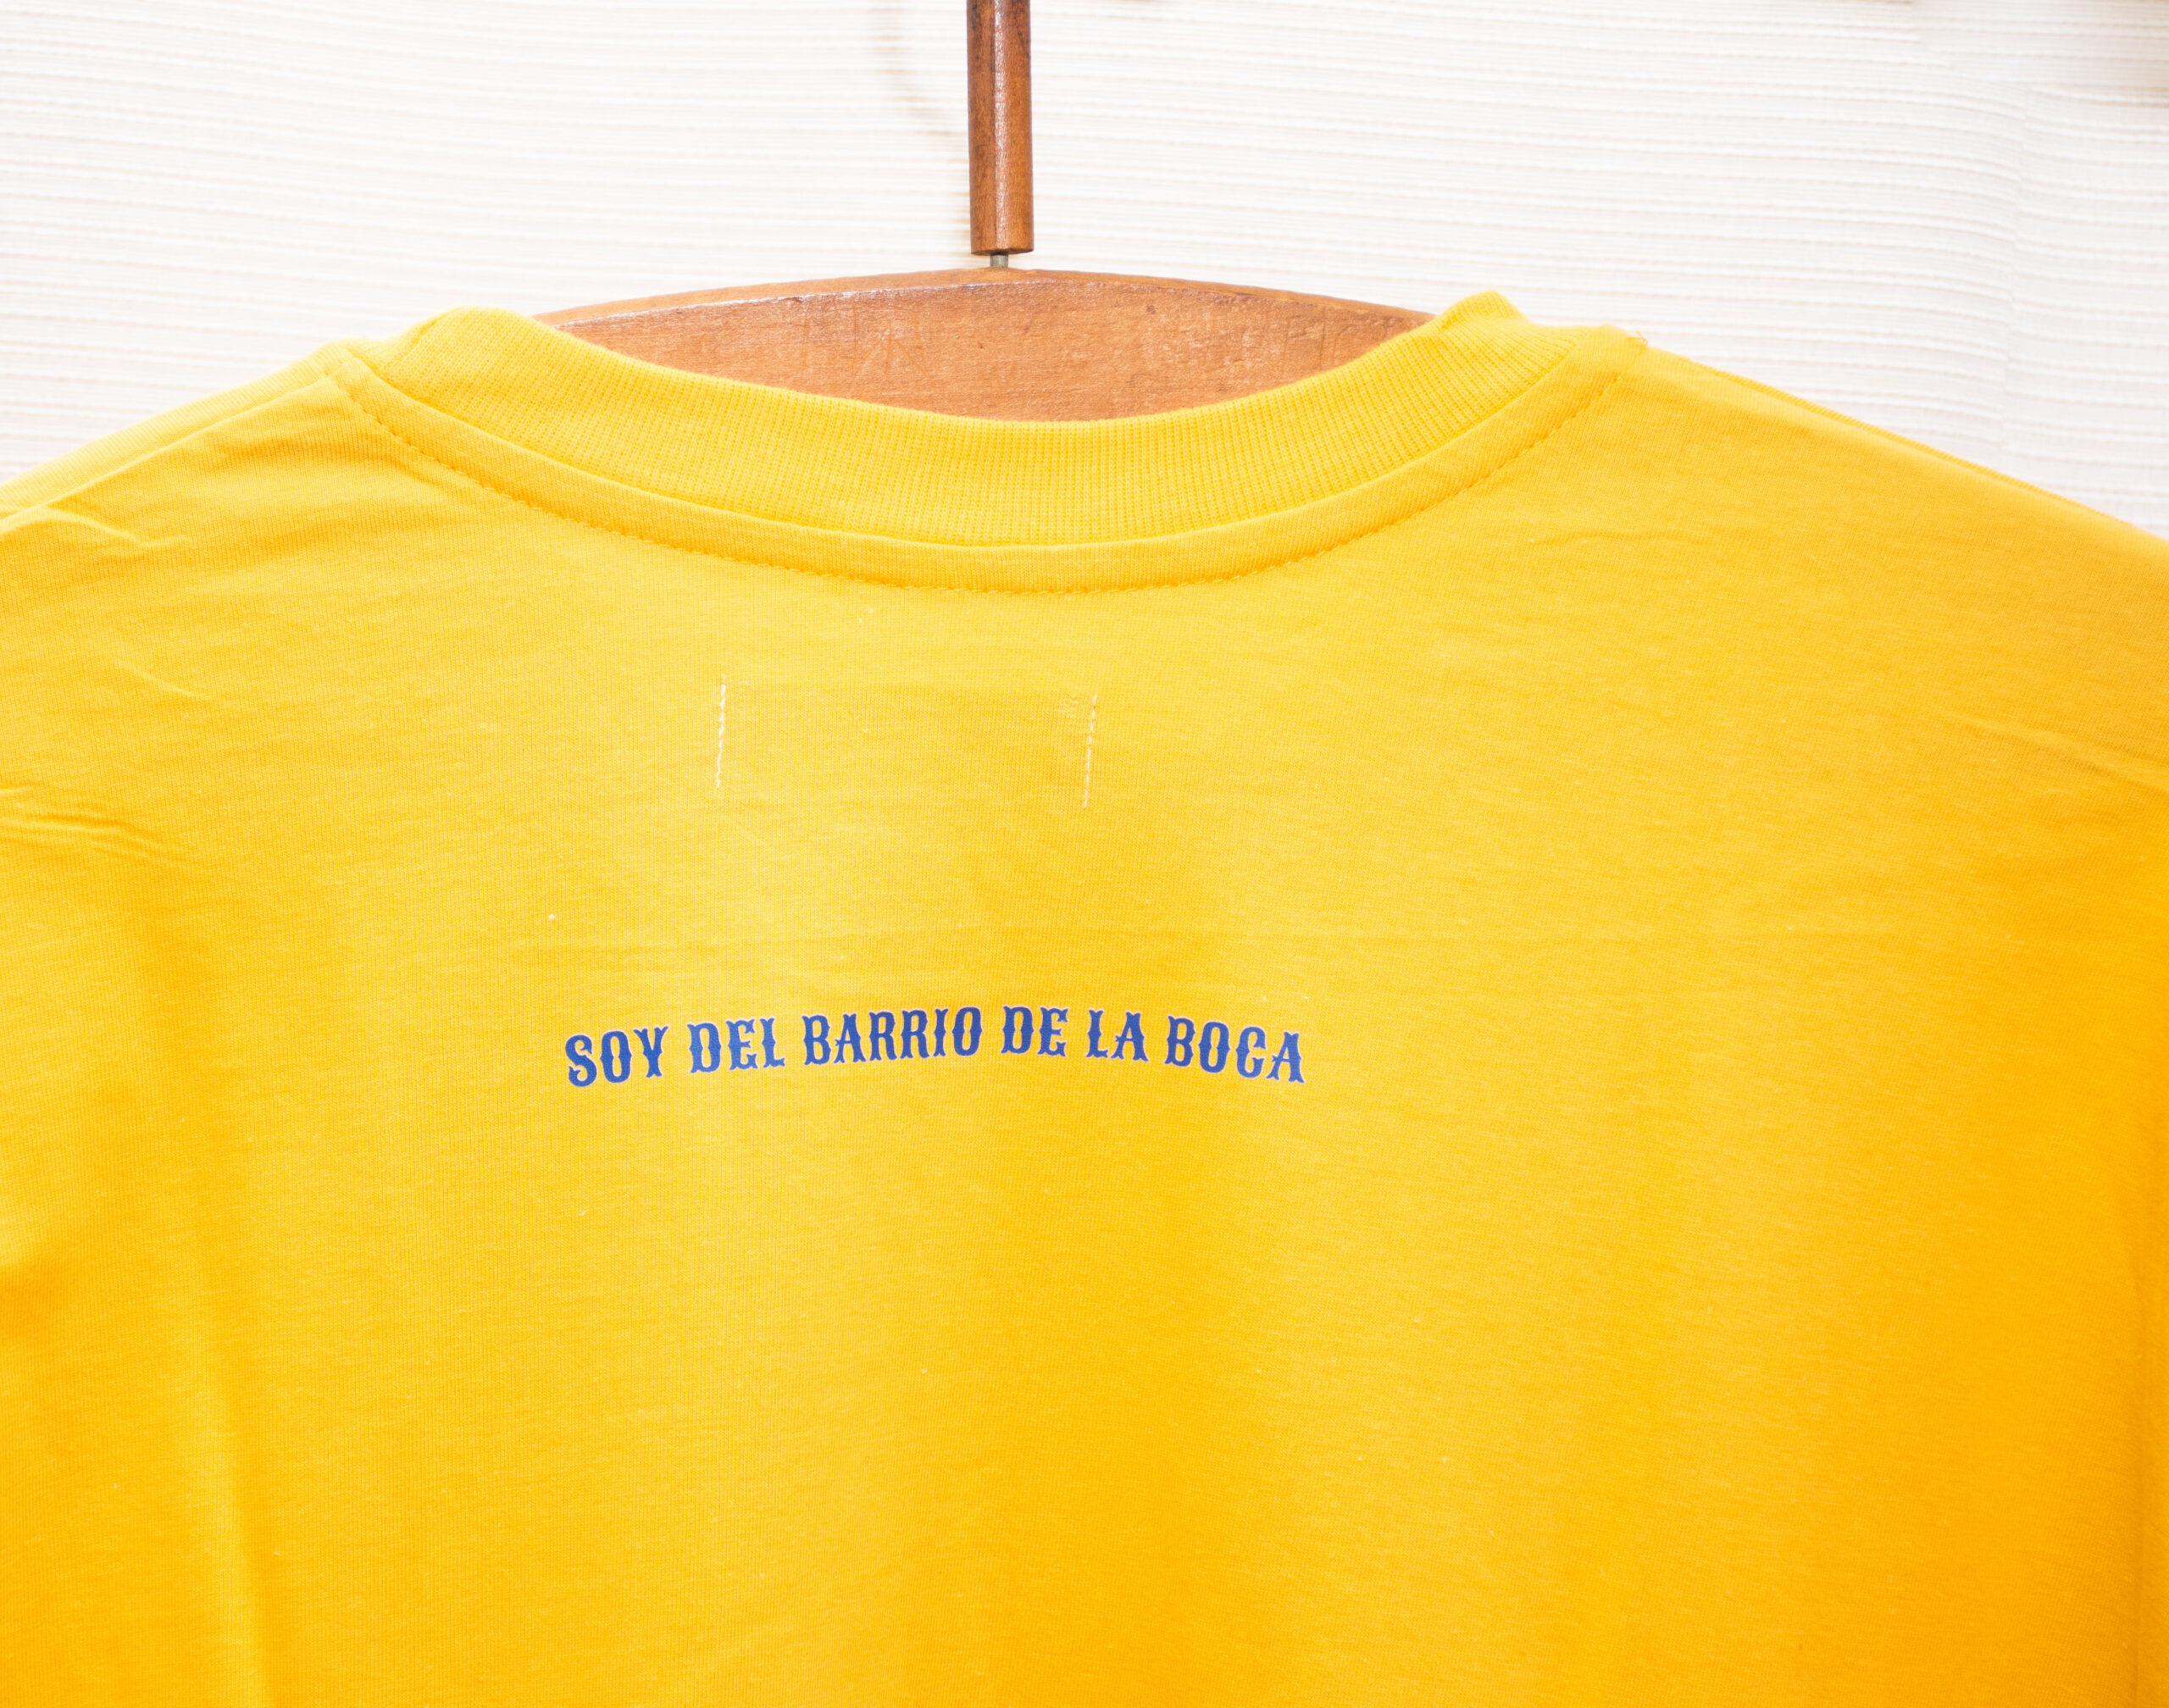 SOY DEL BARRIO DE LA BOCA